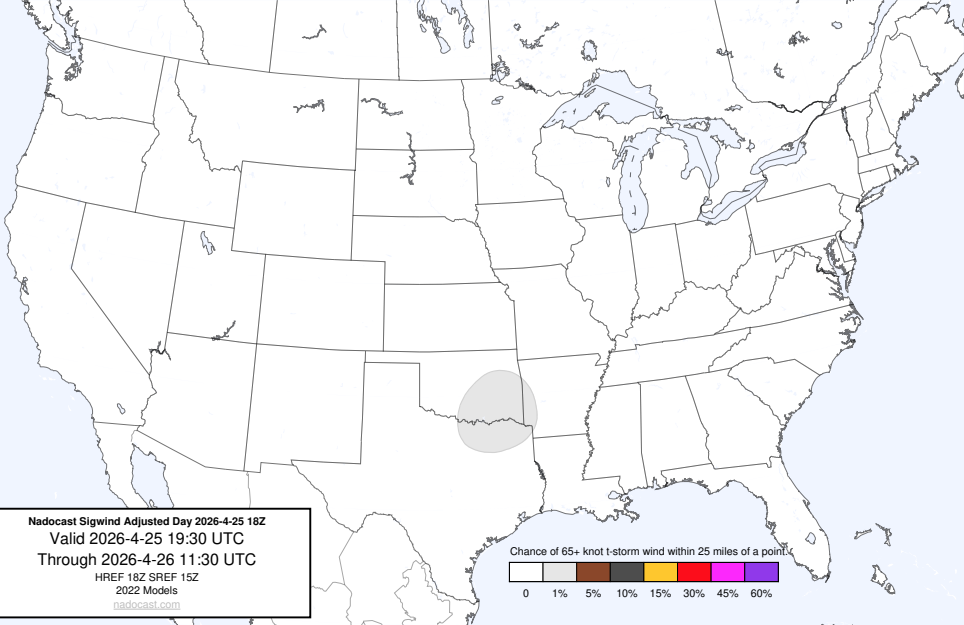 Nadocast Sigwind Adjusted Day 2026-4-25 18Z
Valid 2026-4-25 19:30 UTC
Through 2026-4-26 11:30 UTC
HREF 18Z SREF 15Z
2022 Models
nadocast.com
Chance of 65+ knot t-storm wind within 25 miles of a point.
0 1% 5% 10% 15% 30% 45% 60%